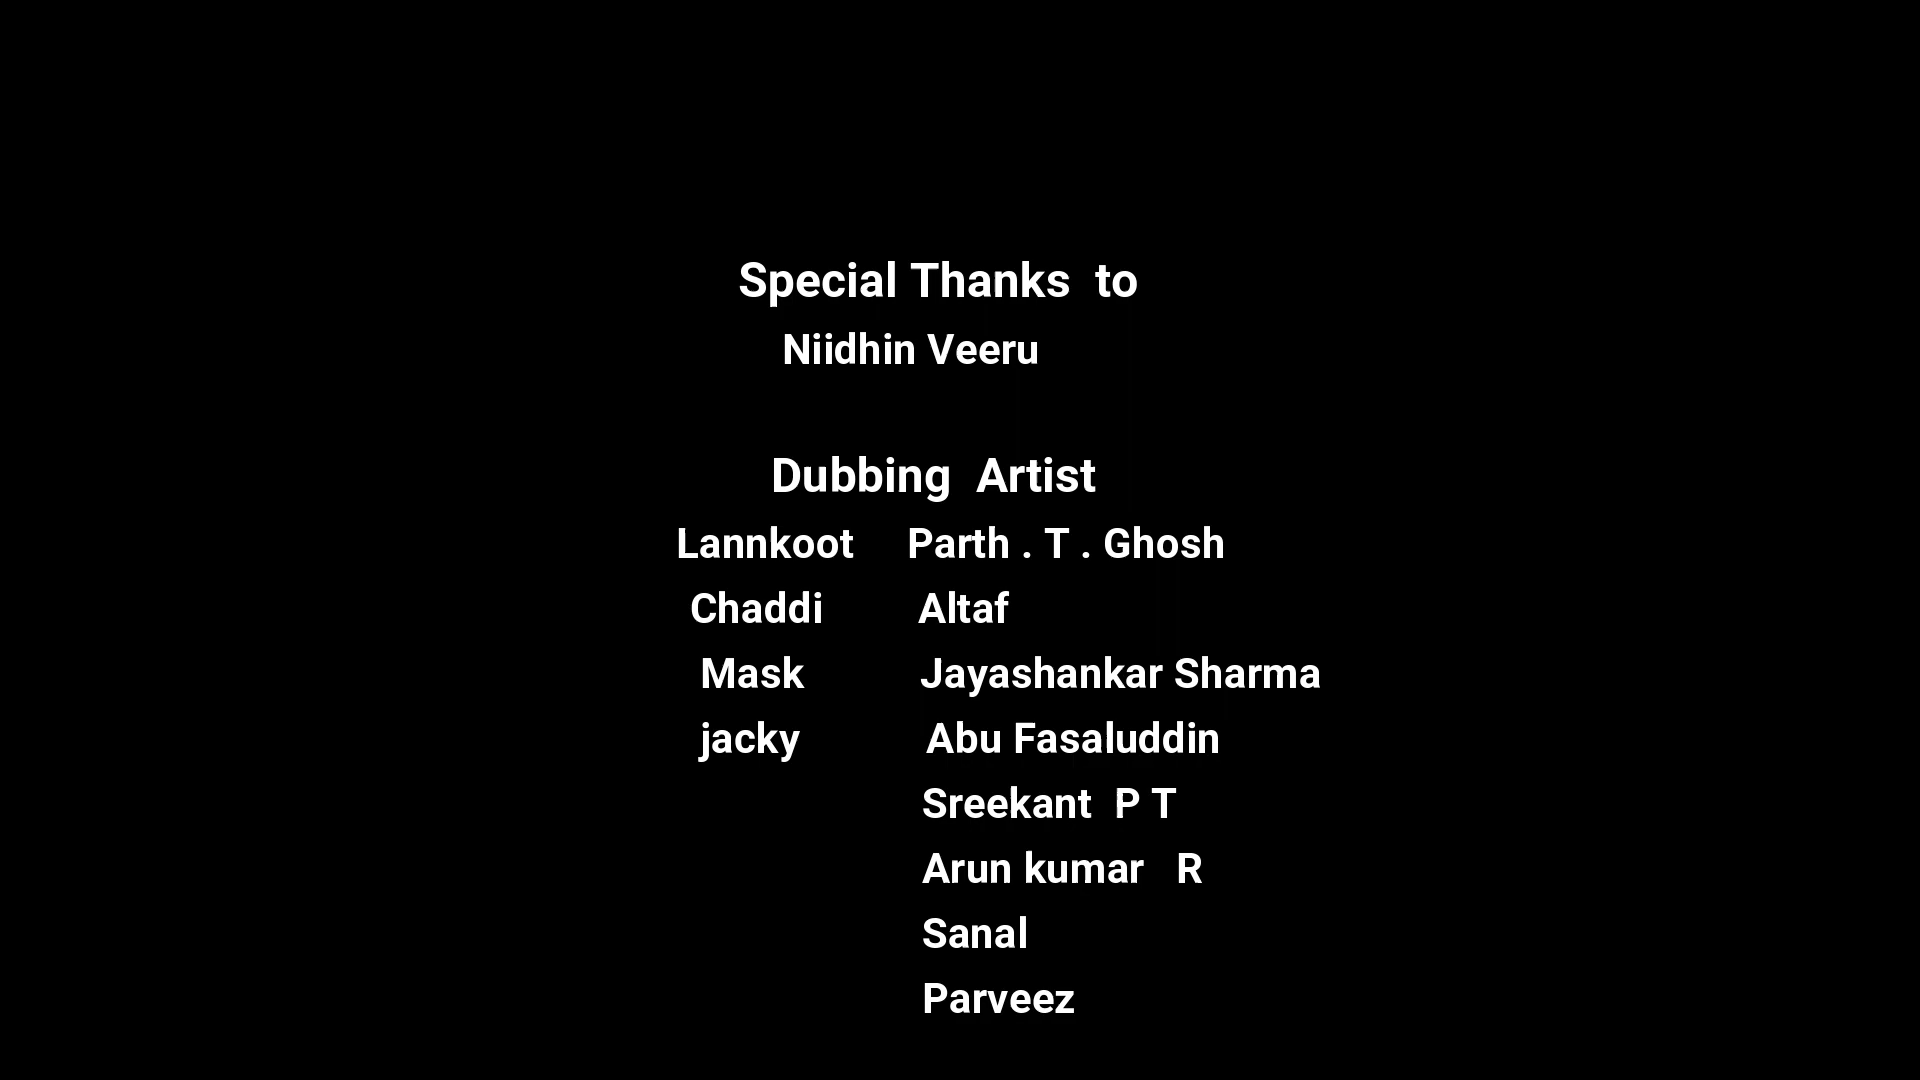 Special Thanks to
Niidhin Veeru
Dubbing Artist
Lannkoot Parth . T . Ghosh
Chaddi Altaf
Mask Jayashankar Sharma
jacky Abu Fasaluddin
Sreekant P T
Arun kumar R
Sanal
Parveez